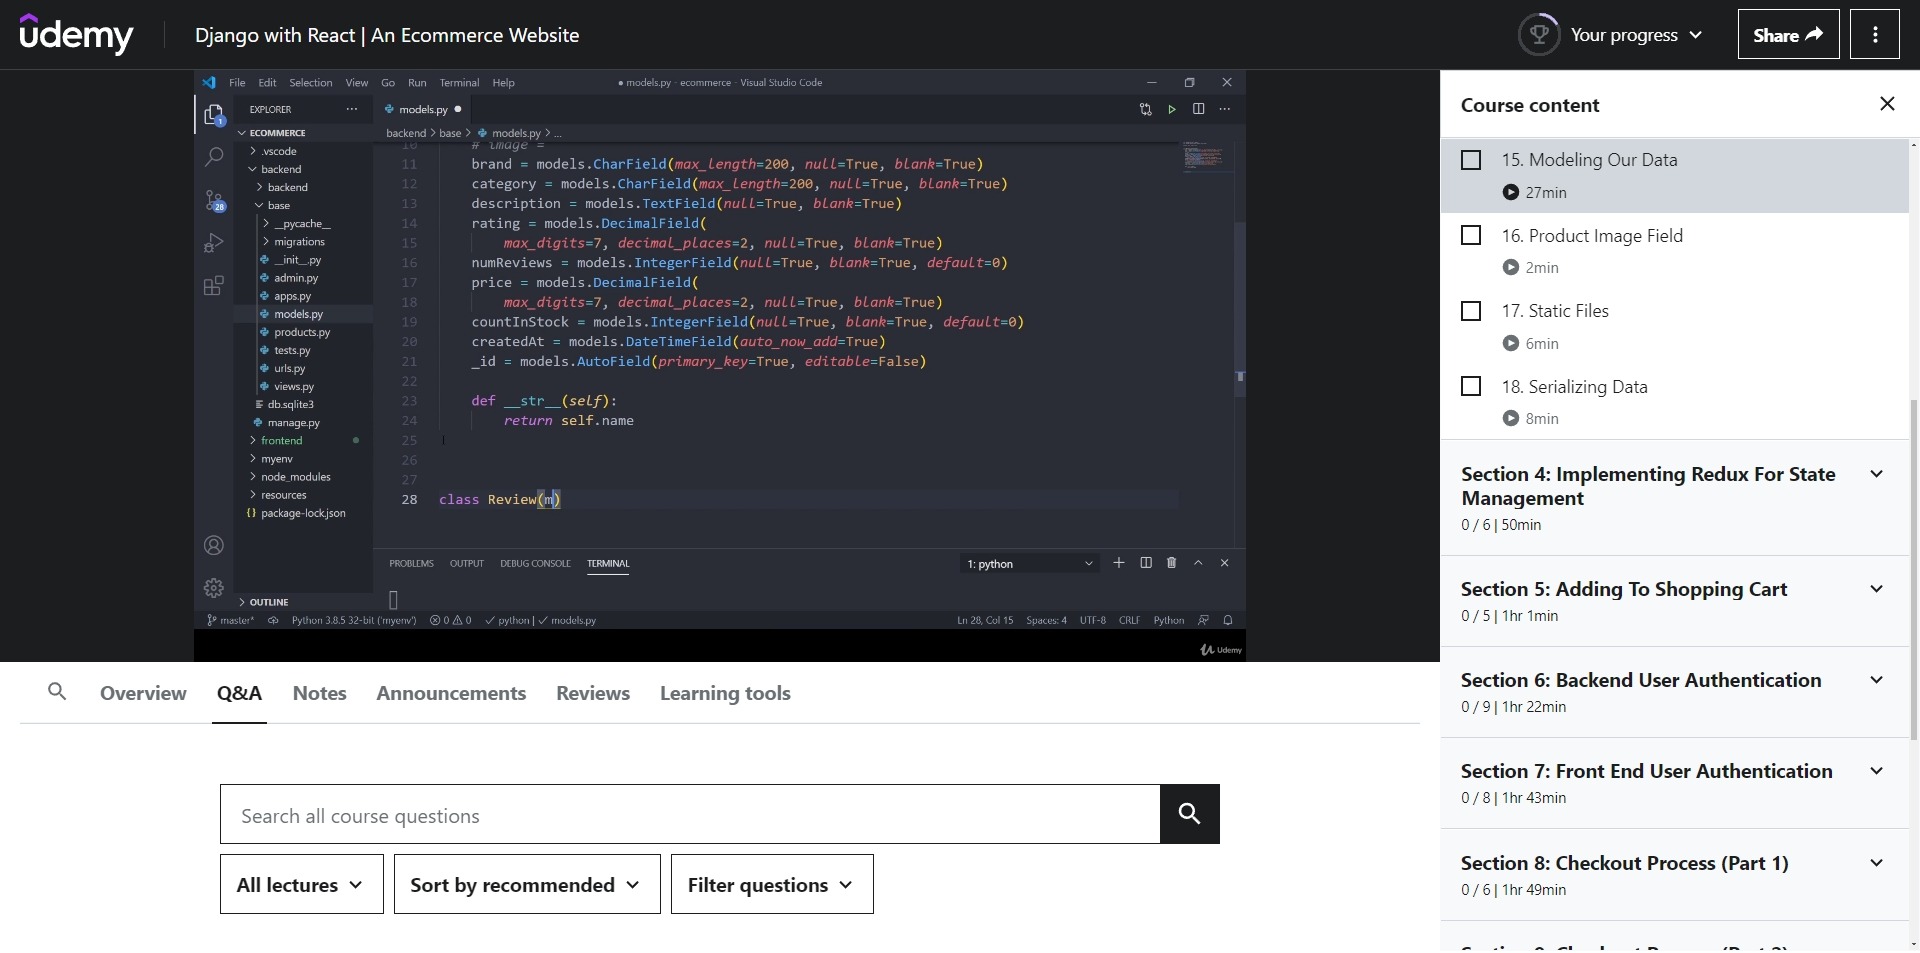 udemy
Django with React | An Ecommerce Website
Your progress
Share
File Edit Selection View Go Run Terminal Help
● models.py - ecommerce - Visual Studio Code
EXPLORER
models.py ●
ECOMMERCE
backend > base > models.py > ...
.vscode
backend
backend
base
__pycache__
migrations
__init__.py
admin.py
apps.py
models.py
products.py
tests.py
urls.py
views.py
db.sqlite3
manage.py
frontend
myenv
node_modules
resources
{} package-lock.json
OUTLINE
1
28
10 # image =
11 brand = models.CharField(max_length=200, null=True, blank=True)
12 category = models.CharField(max_length=200, null=True, blank=True)
13 description = models.TextField(null=True, blank=True)
14 rating = models.DecimalField(
15 max_digits=7, decimal_places=2, null=True, blank=True)
16 numReviews = models.IntegerField(null=True, blank=True, default=0)
17 price = models.DecimalField(
18 max_digits=7, decimal_places=2, null=True, blank=True)
19 countInStock = models.IntegerField(null=True, blank=True, default=0)
20 createdAt = models.DateTimeField(auto_now_add=True)
21 _id = models.AutoField(primary_key=True, editable=False)
22
23 def __str__(self):
24 return self.name
25
26
27
28 class Review(m)
PROBLEMS OUTPUT DEBUG CONSOLE TERMINAL
1: python
master* Python 3.8.5 32-bit ('myenv') 0 0 python | models.py
Ln 28, Col 15 Spaces: 4 UTF-8 CRLF Python
Udemy
Overview Q&A Notes Announcements Reviews Learning tools
Search all course questions
All lectures
Sort by recommended
Filter questions
Course content
15. Modeling Our Data
27min
16. Product Image Field
2min
17. Static Files
6min
18. Serializing Data
8min
Section 4: Implementing Redux For State
Management
0 / 6 | 50min
Section 5: Adding To Shopping Cart
0 / 5 | 1hr 1min
Section 6: Backend User Authentication
0 / 9 | 1hr 22min
Section 7: Front End User Authentication
0 / 8 | 1hr 43min
Section 8: Checkout Process (Part 1)
0 / 6 | 1hr 49min